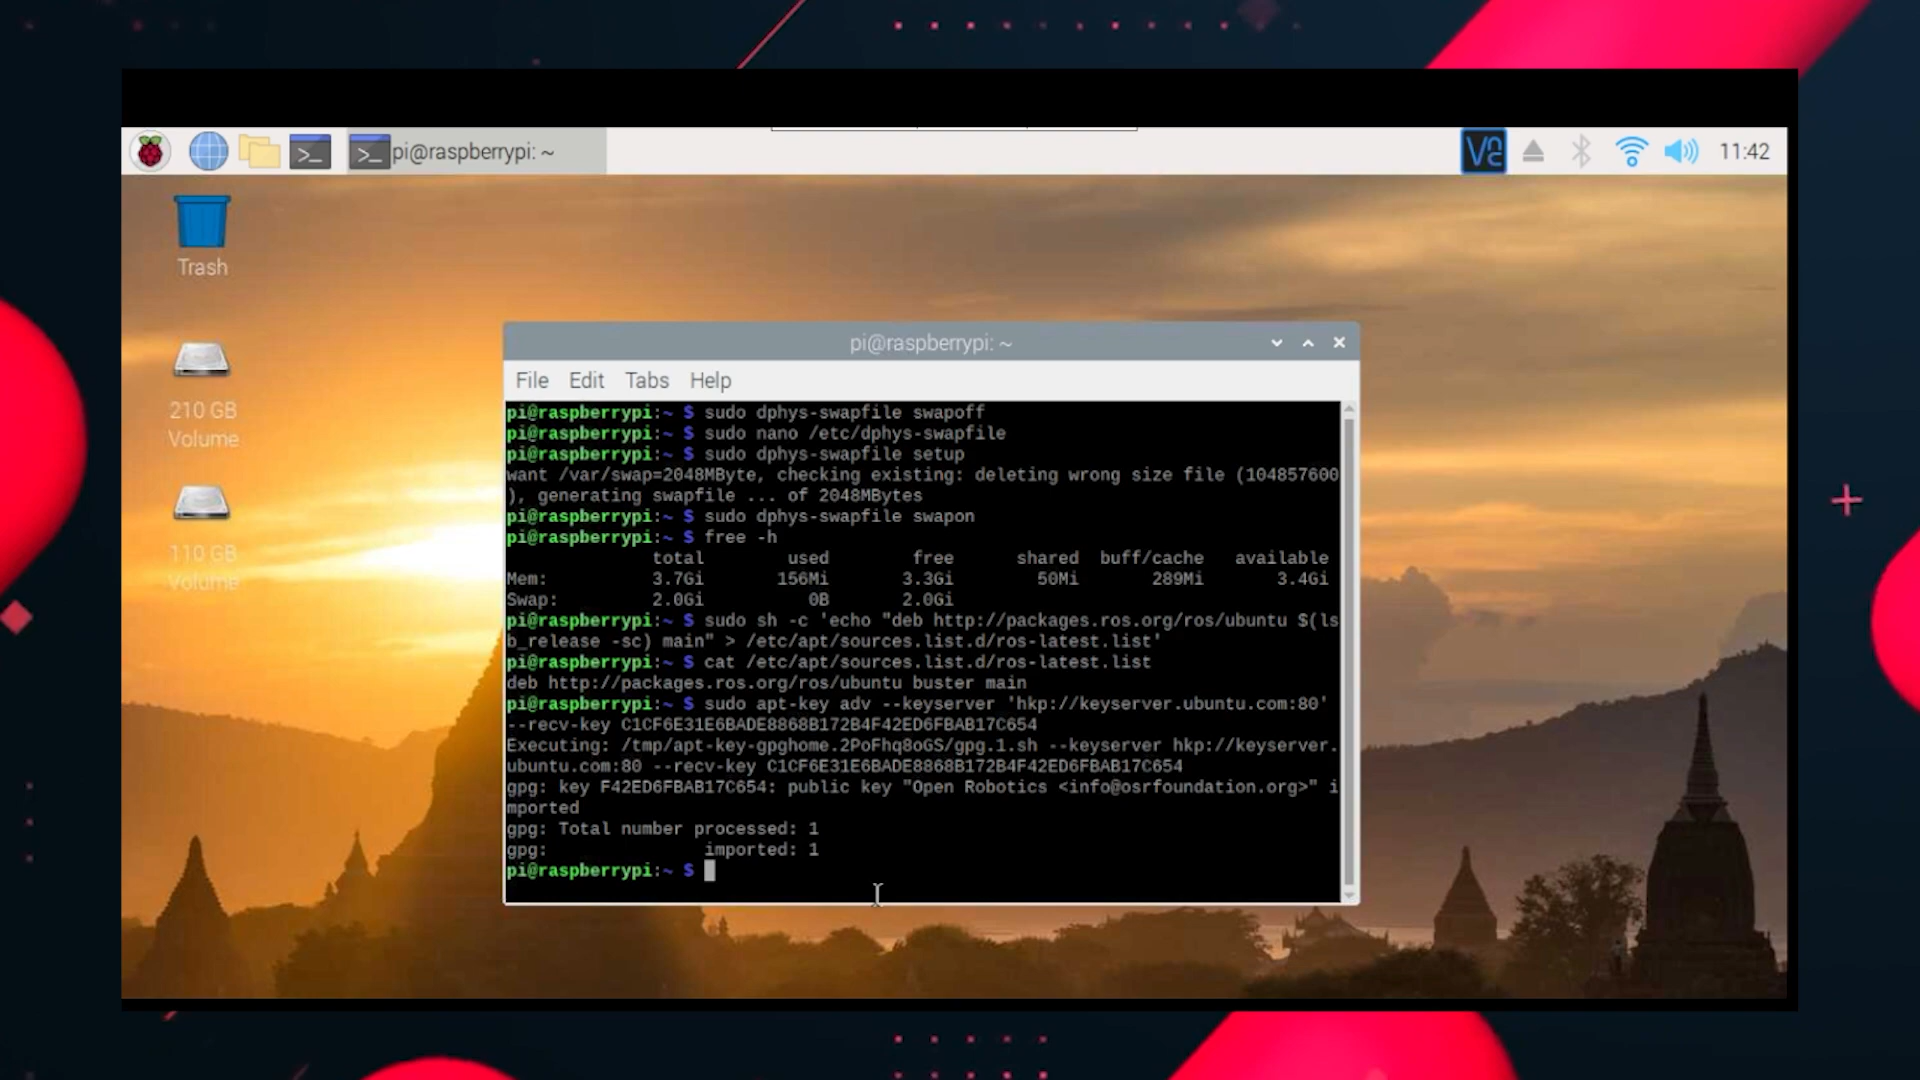 pi@raspberrypi: ~
11:42
Trash
210 GB
Volume
110 GB
Volume
pi@raspberrypi: ~
File Edit Tabs Help
pi@raspberrypi:~ $ sudo dphys-swapfile swapoff
pi@raspberrypi:~ $ sudo nano /etc/dphys-swapfile
pi@raspberrypi:~ $ sudo dphys-swapfile setup
want /var/swap=2048MByte, checking existing: deleting wrong size file (104857600
), generating swapfile ... of 2048MBytes
pi@raspberrypi:~ $ sudo dphys-swapfile swapon
pi@raspberrypi:~ $ free -h
total used free shared buff/cache available
Mem: 3.7Gi 156Mi 3.3Gi 50Mi 289Mi 3.4Gi
Swap: 2.0Gi 0B 2.0Gi
pi@raspberrypi:~ $ sudo sh -c 'echo "deb http://packages.ros.org/ros/ubuntu $(ls
b_release -sc) main" > /etc/apt/sources.list.d/ros-latest.list'
pi@raspberrypi:~ $ cat /etc/apt/sources.list.d/ros-latest.list
deb http://packages.ros.org/ros/ubuntu buster main
pi@raspberrypi:~ $ sudo apt-key adv --keyserver 'hkp://keyserver.ubuntu.com:80'
--recv-key C1CF6E31E6BADE8868B172B4F42ED6FBAB17C654
Executing: /tmp/apt-key-gpghome.2PoFhq8oGS/gpg.1.sh --keyserver hkp://keyserver.
ubuntu.com:80 --recv-key C1CF6E31E6BADE8868B172B4F42ED6FBAB17C654
gpg: key F42ED6FBAB17C654: public key "Open Robotics <info@osrfoundation.org>" i
mported
gpg: Total number processed: 1
gpg: imported: 1
pi@raspberrypi:~ $